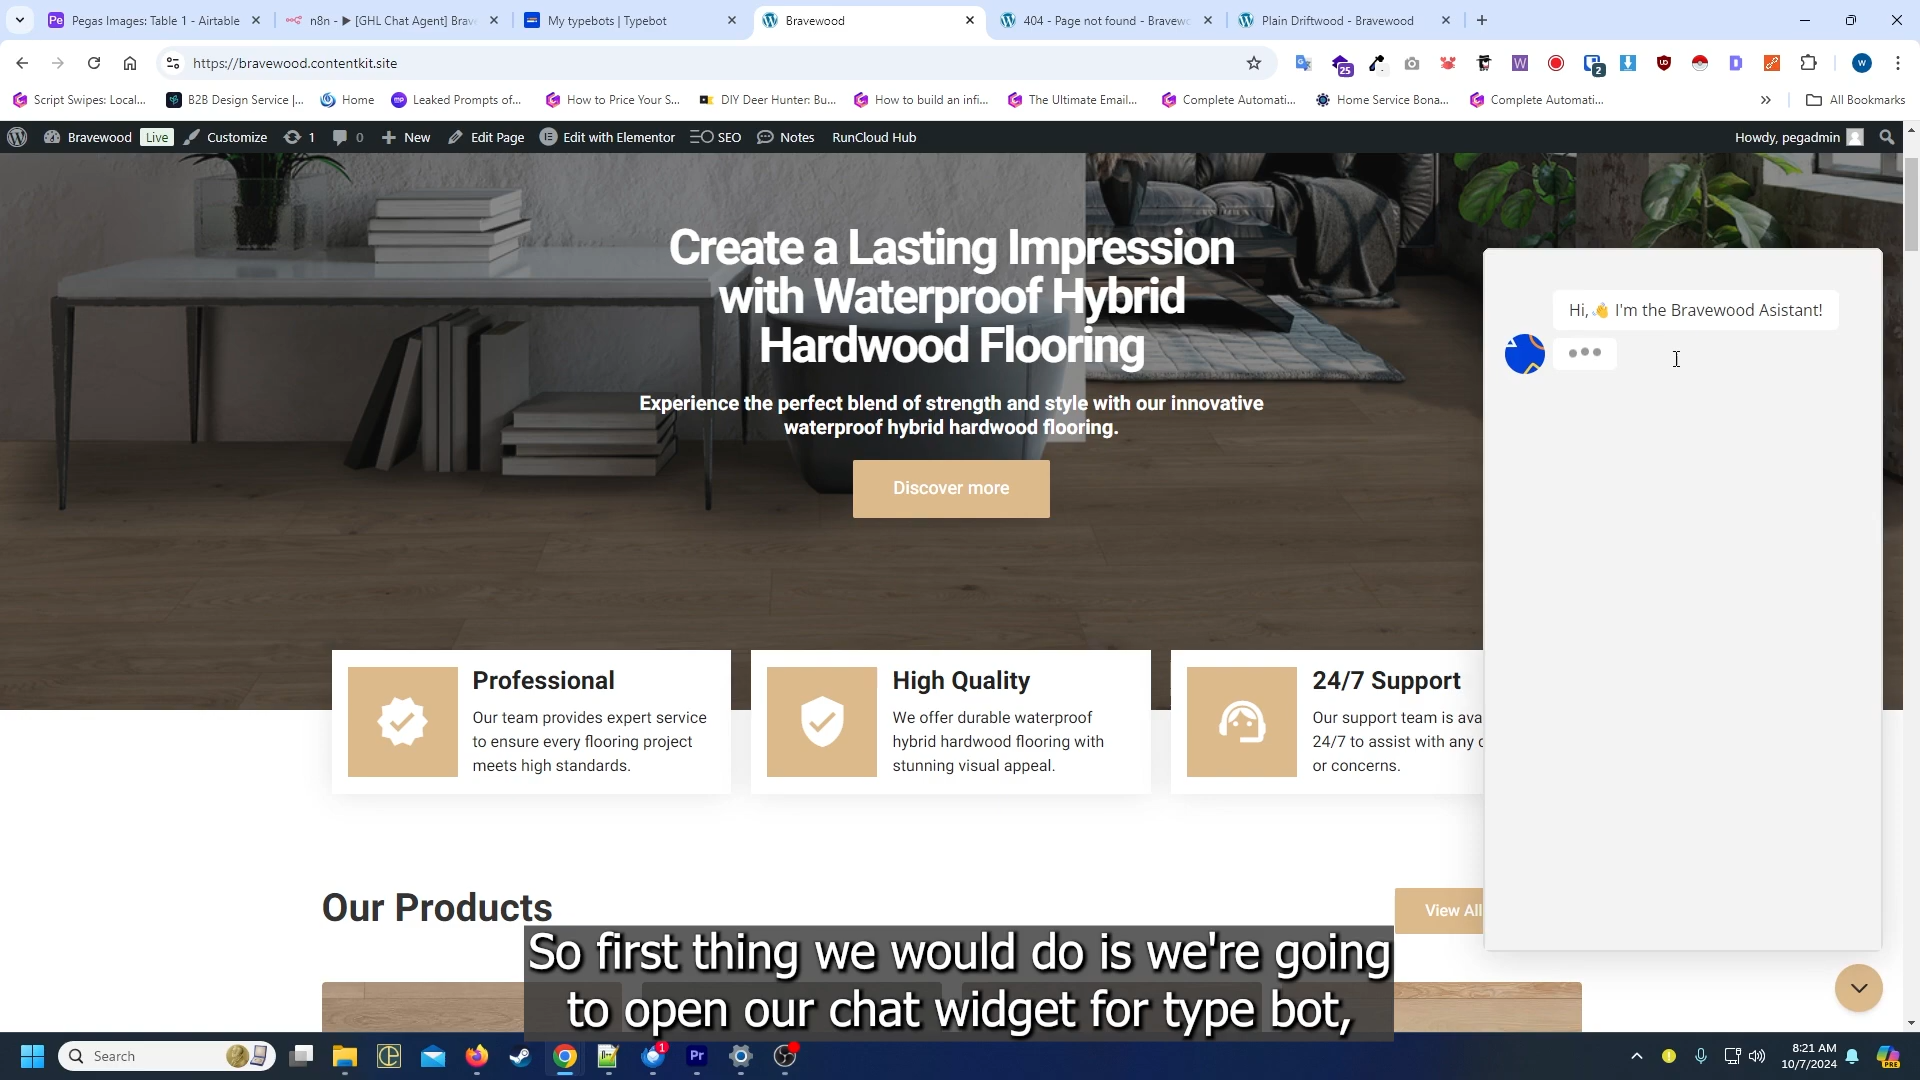 Pegas Images: Table 1 - Airtable
n8n - ▶ [GHL Chat Agent] Brav
My typebots | Typebot
Bravewood
404 - Page not found - Bravewo
Plain Driftwood - Bravewood
https://bravewood.contentkit.site
25
2
Script Swipes: Local...
B2B Design Service |...
Home
Leaked Prompts of...
How to Price Your S...
DIY Deer Hunter: Bu...
How to build an infi...
The Ultimate Email...
Complete Automati...
Home Service Bona...
Complete Automati...
All Bookmarks
Bravewood
Live
Customize
1
0
New
Edit Page
Edit with Elementor
SEO
Notes
RunCloud Hub
Howdy, pegadmin
Create a Lasting Impression
with Waterproof Hybrid
Hardwood Flooring
Experience the perfect blend of strength and style with our innovative
waterproof hybrid hardwood flooring.
Discover more
Hi,👋 I'm the Bravewood Asistant!
Professional
Our team provides expert service
to ensure every flooring project
meets high standards.
High Quality
We offer durable waterproof
hybrid hardwood flooring with
stunning visual appeal.
24/7 Support
Our support team is ava
24/7 to assist with any c
or concerns.
Our Products
View All
So first thing we would do is we're going
to open our chat widget for type bot,
Search
1
Pr
8:21 AM
10/7/2024
PRE